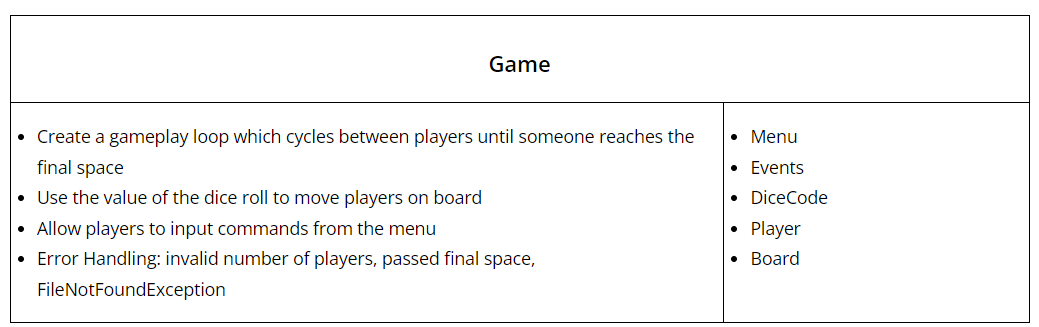 Game
• Create a gameplay loop which cycles between players until someone reaches the
final space
• Use the value of the dice roll to move players on board
• Allow players to input commands from the menu
• Error Handling: invalid number of players, passed final space,
FileNotFoundException
• Menu
• Events
• DiceCode
• Player
• Board